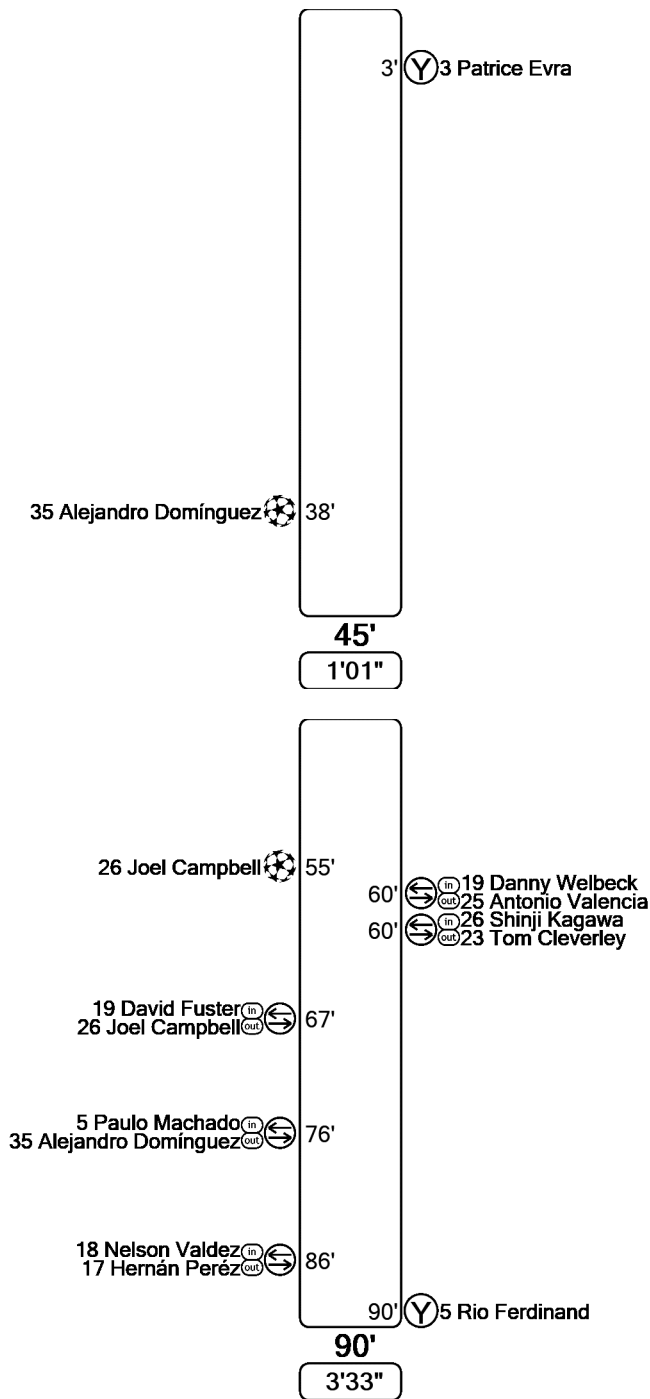 3' Y 3 Patrice Evra
35 Alejandro Domínguez 38'
45'
1'01"
26 Joel Campbell 55'
60' in 19 Danny Welbeck
out 25 Antonio Valencia
60' in 26 Shinji Kagawa
out 23 Tom Cleverley
19 David Fuster in 67'
26 Joel Campbell out
5 Paulo Machado in 76'
35 Alejandro Domínguez out
18 Nelson Valdez in 86'
17 Hernán Peréz out
90' Y 5 Rio Ferdinand
90'
3'33"